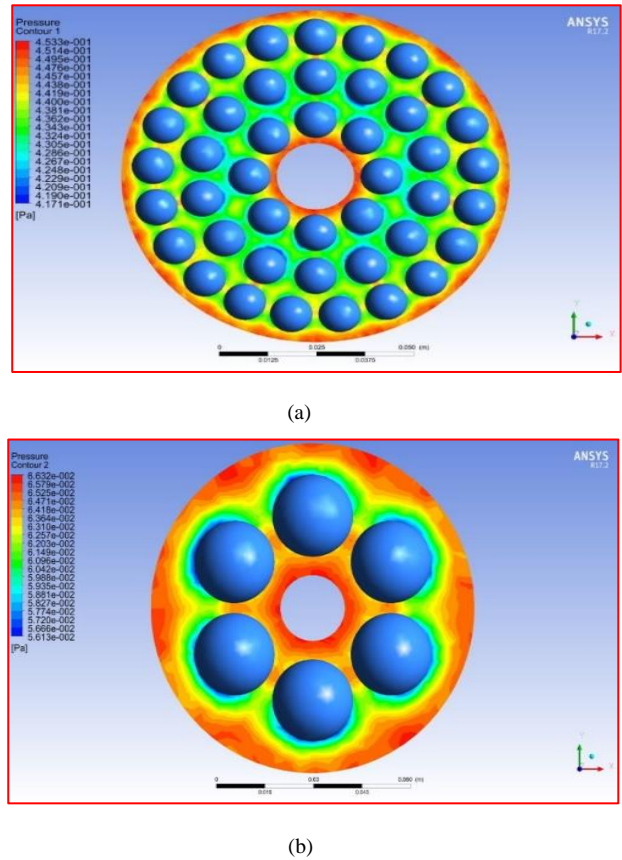 Pressure
Contour 1
4.533e-001
4.514e-001
4.495e-001
4.476e-001
4.457e-001
4.438e-001
4.419e-001
4.400e-001
4.381e-001
4.362e-001
4.343e-001
4.324e-001
4.305e-001
4.286e-001
4.267e-001
4.248e-001
4.229e-001
4.209e-001
4.190e-001
4.171e-001
[Pa]
ANSYS
R17.2
0 0.025 0.050 (m)
0.0125 0.0375
Y
X
(a)
Pressure
Contour 2
6.632e-002
6.579e-002
6.525e-002
6.471e-002
6.418e-002
6.364e-002
6.310e-002
6.257e-002
6.203e-002
6.149e-002
6.096e-002
6.042e-002
5.988e-002
5.935e-002
5.881e-002
5.827e-002
5.774e-002
5.720e-002
5.666e-002
5.613e-002
[Pa]
ANSYS
R17.2
0 0.03 0.060 (m)
0.015 0.045
Y
X
(b)